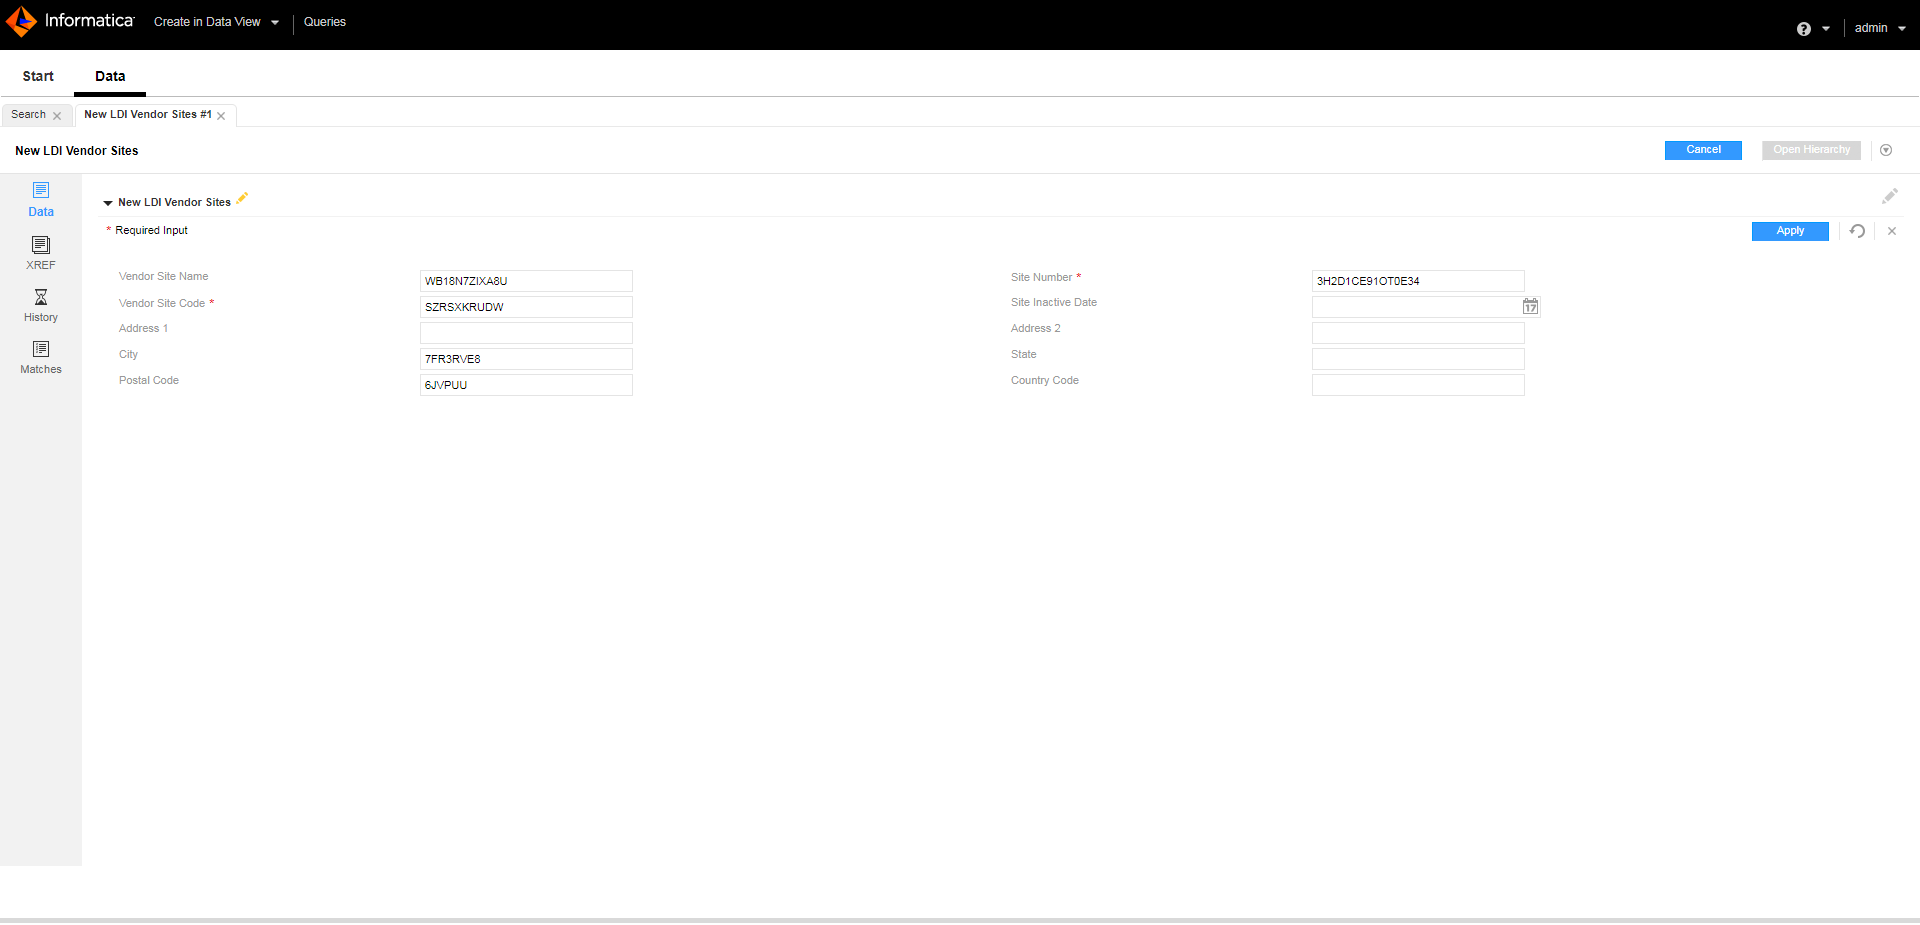 Informatica Create in Data View Queries ? admin
Start Data
Search New LDI Vendor Sites #1
New LDI Vendor Sites Cancel Open Hierarchy
Data
New LDI Vendor Sites
* Required Input Apply
XREF
Vendor Site Name WB18N7ZIXA8U Site Number * 3H2D1CE91OT0E34
Vendor Site Code * SZRSXKRUDW Site Inactive Date 17
History
Address 1 Address 2
City 7FR3RVE8 State
Matches
Postal Code 6JVPUU Country Code